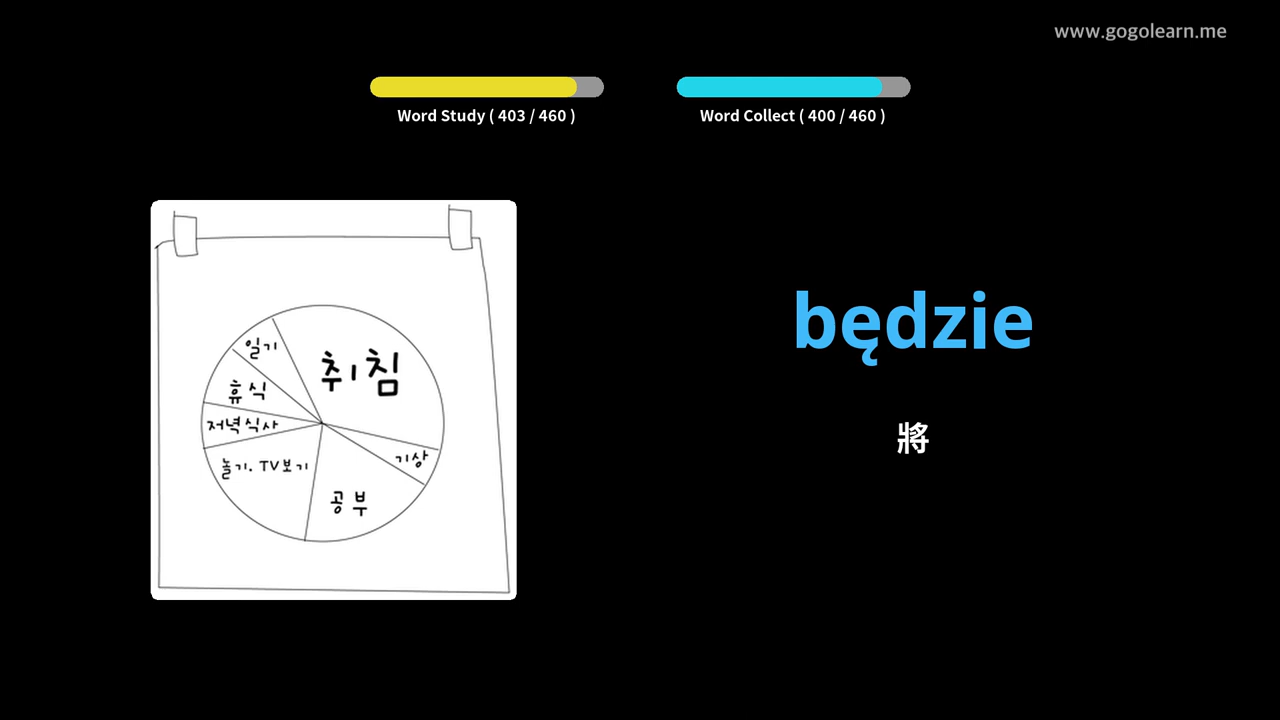 www.gogolearn.me
Word Study ( 403 / 460 )
Word Collect ( 400 / 460 )
일기
취침
휴식
저녁식사
놀기. TV보기
기상
공부
będzie
將